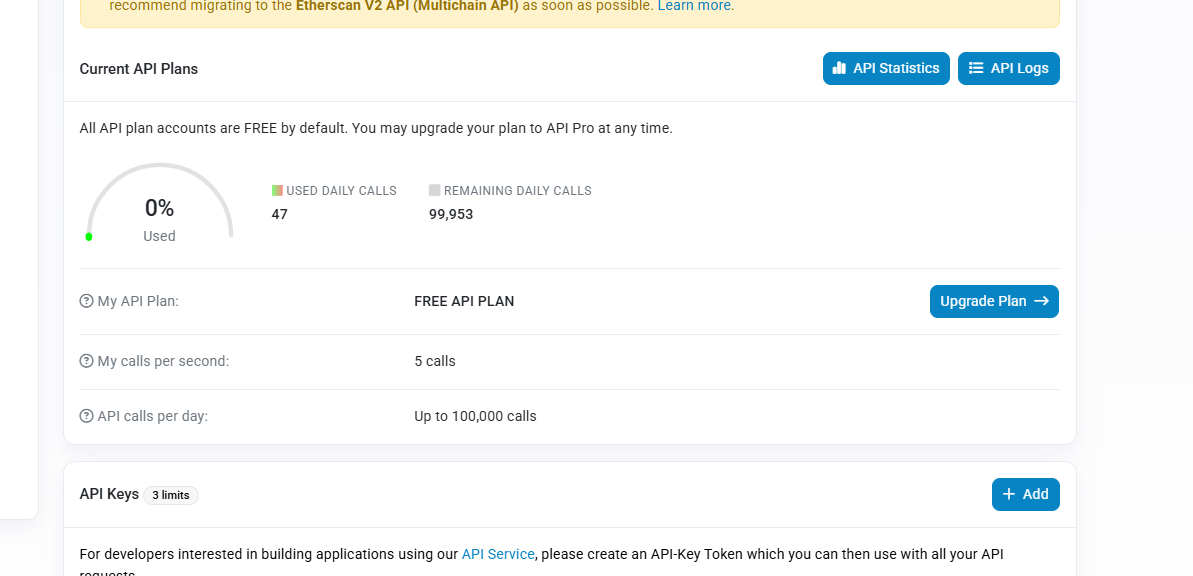 recommend migrating to the Etherscan V2 API (Multichain API) as soon as possible. Learn more.
Current API Plans
API Statistics
API Logs
All API plan accounts are FREE by default. You may upgrade your plan to API Pro at any time.
0%
Used
USED DAILY CALLS
47
REMAINING DAILY CALLS
99,953
My API Plan:
FREE API PLAN
Upgrade Plan
My calls per second:
5 calls
API calls per day:
Up to 100,000 calls
API Keys 3 limits
Add
For developers interested in building applications using our API Service, please create an API-Key Token which you can then use with all your API
requests.